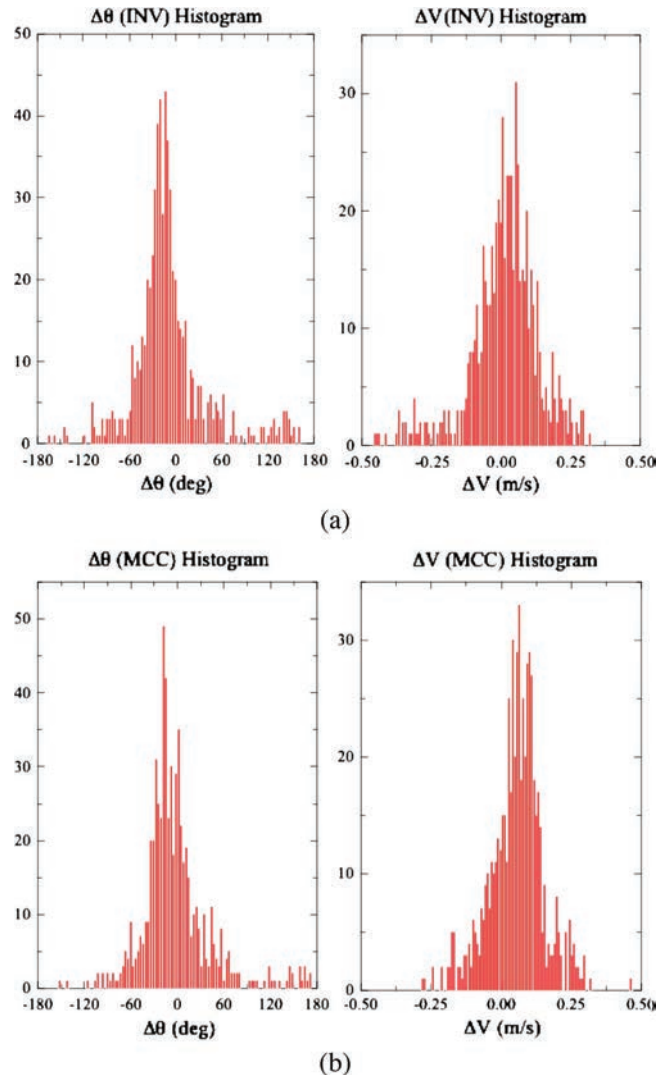 Δθ (INV) Histogram
50
40
30
20
10
0
-180 -120 -60 0 60 120 180
Δθ (deg)
ΔV(INV) Histogram
30
20
10
0
-0.50 -0.25 0.00 0.25 0.50
ΔV (m/s)
(a)
Δθ (MCC) Histogram
50
40
30
20
10
0
-180 -120 -60 0 60 120 180
Δθ (deg)
ΔV (MCC) Histogram
30
20
10
0
-0.50 -0.25 0.00 0.25 0.50
ΔV (m/s)
(b)